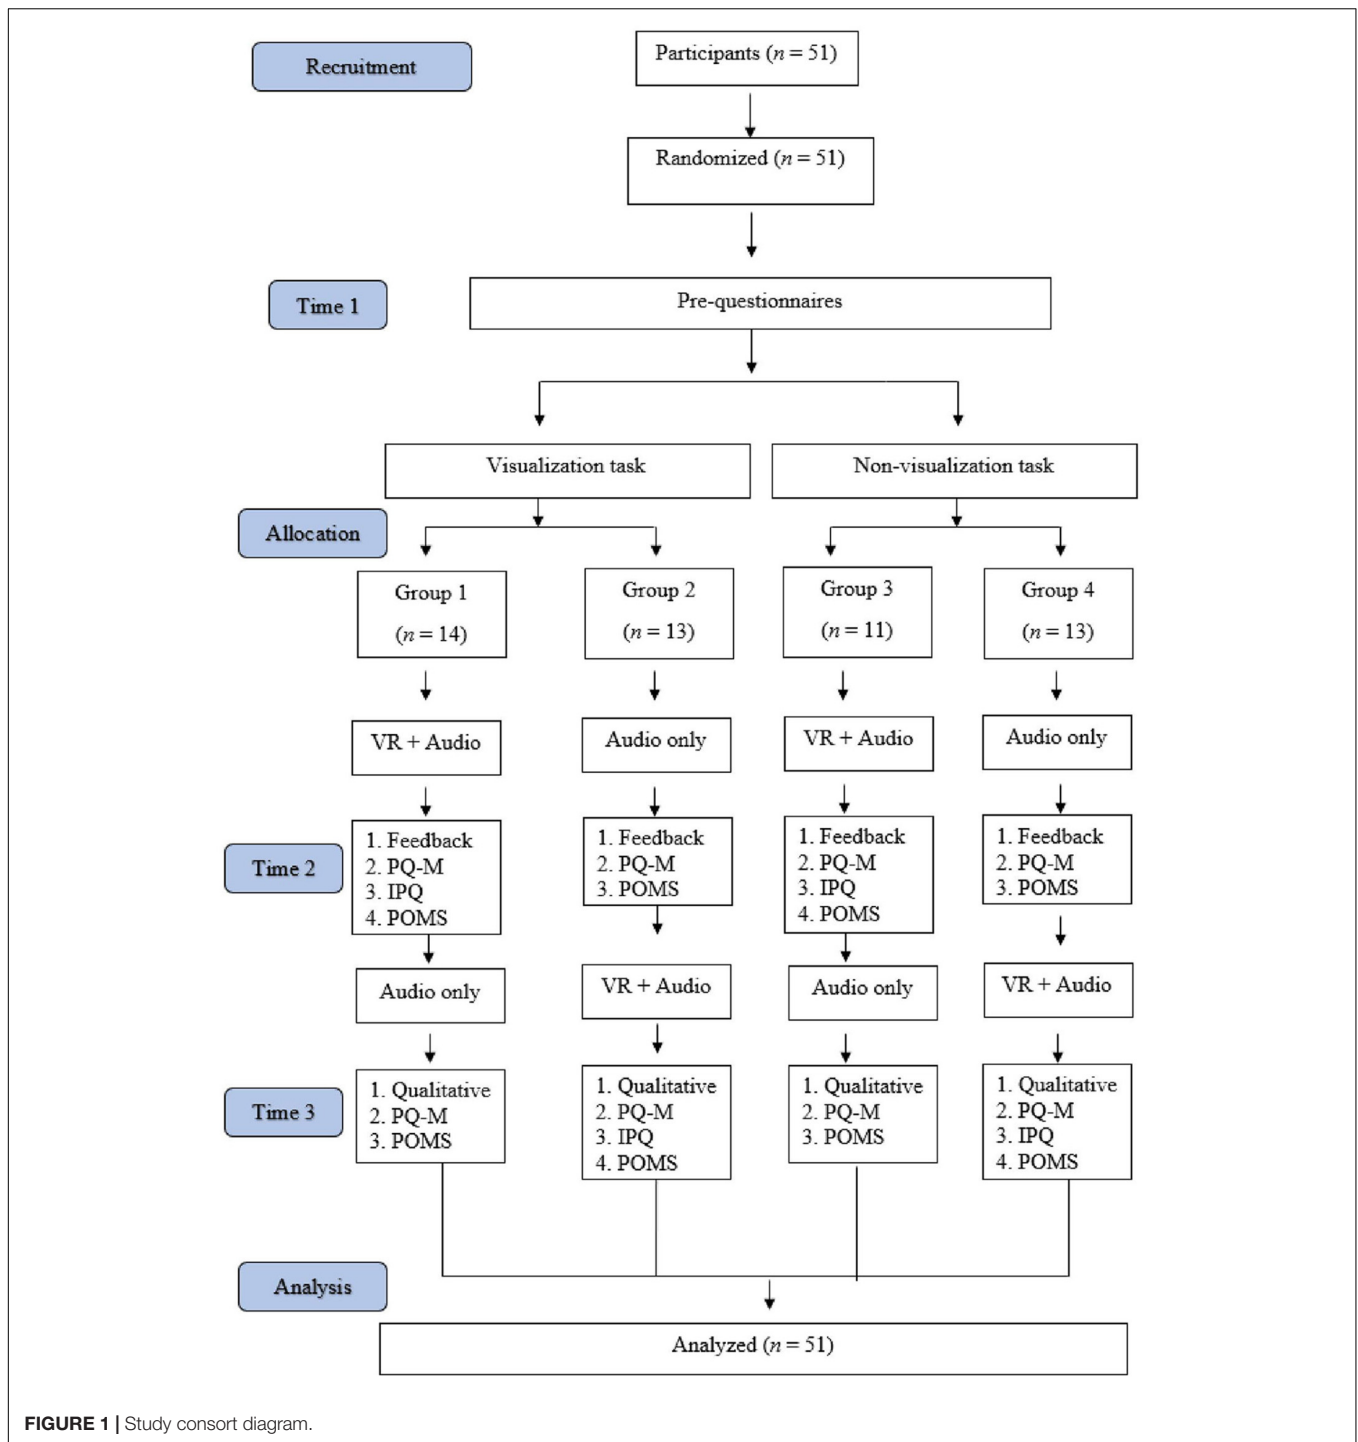 Recruitment
Participants (n = 51)
Randomized (n = 51)
Time 1
Pre-questionnaires
Visualization task
Non-visualization task
Allocation
Group 1
(n = 14)
Group 2
(n = 13)
Group 3
(n = 11)
Group 4
(n = 13)
VR + Audio
Audio only
VR + Audio
Audio only
Time 2
1. Feedback
2. PQ-M
3. IPQ
4. POMS
1. Feedback
2. PQ-M
3. POMS
1. Feedback
2. PQ-M
3. IPQ
4. POMS
1. Feedback
2. PQ-M
3. POMS
Audio only
VR + Audio
Audio only
VR + Audio
Time 3
1. Qualitative
2. PQ-M
3. POMS
1. Qualitative
2. PQ-M
3. IPQ
4. POMS
1. Qualitative
2. PQ-M
3. POMS
1. Qualitative
2. PQ-M
3. IPQ
4. POMS
Analysis
Analyzed (n = 51)
FIGURE 1 | Study consort diagram.